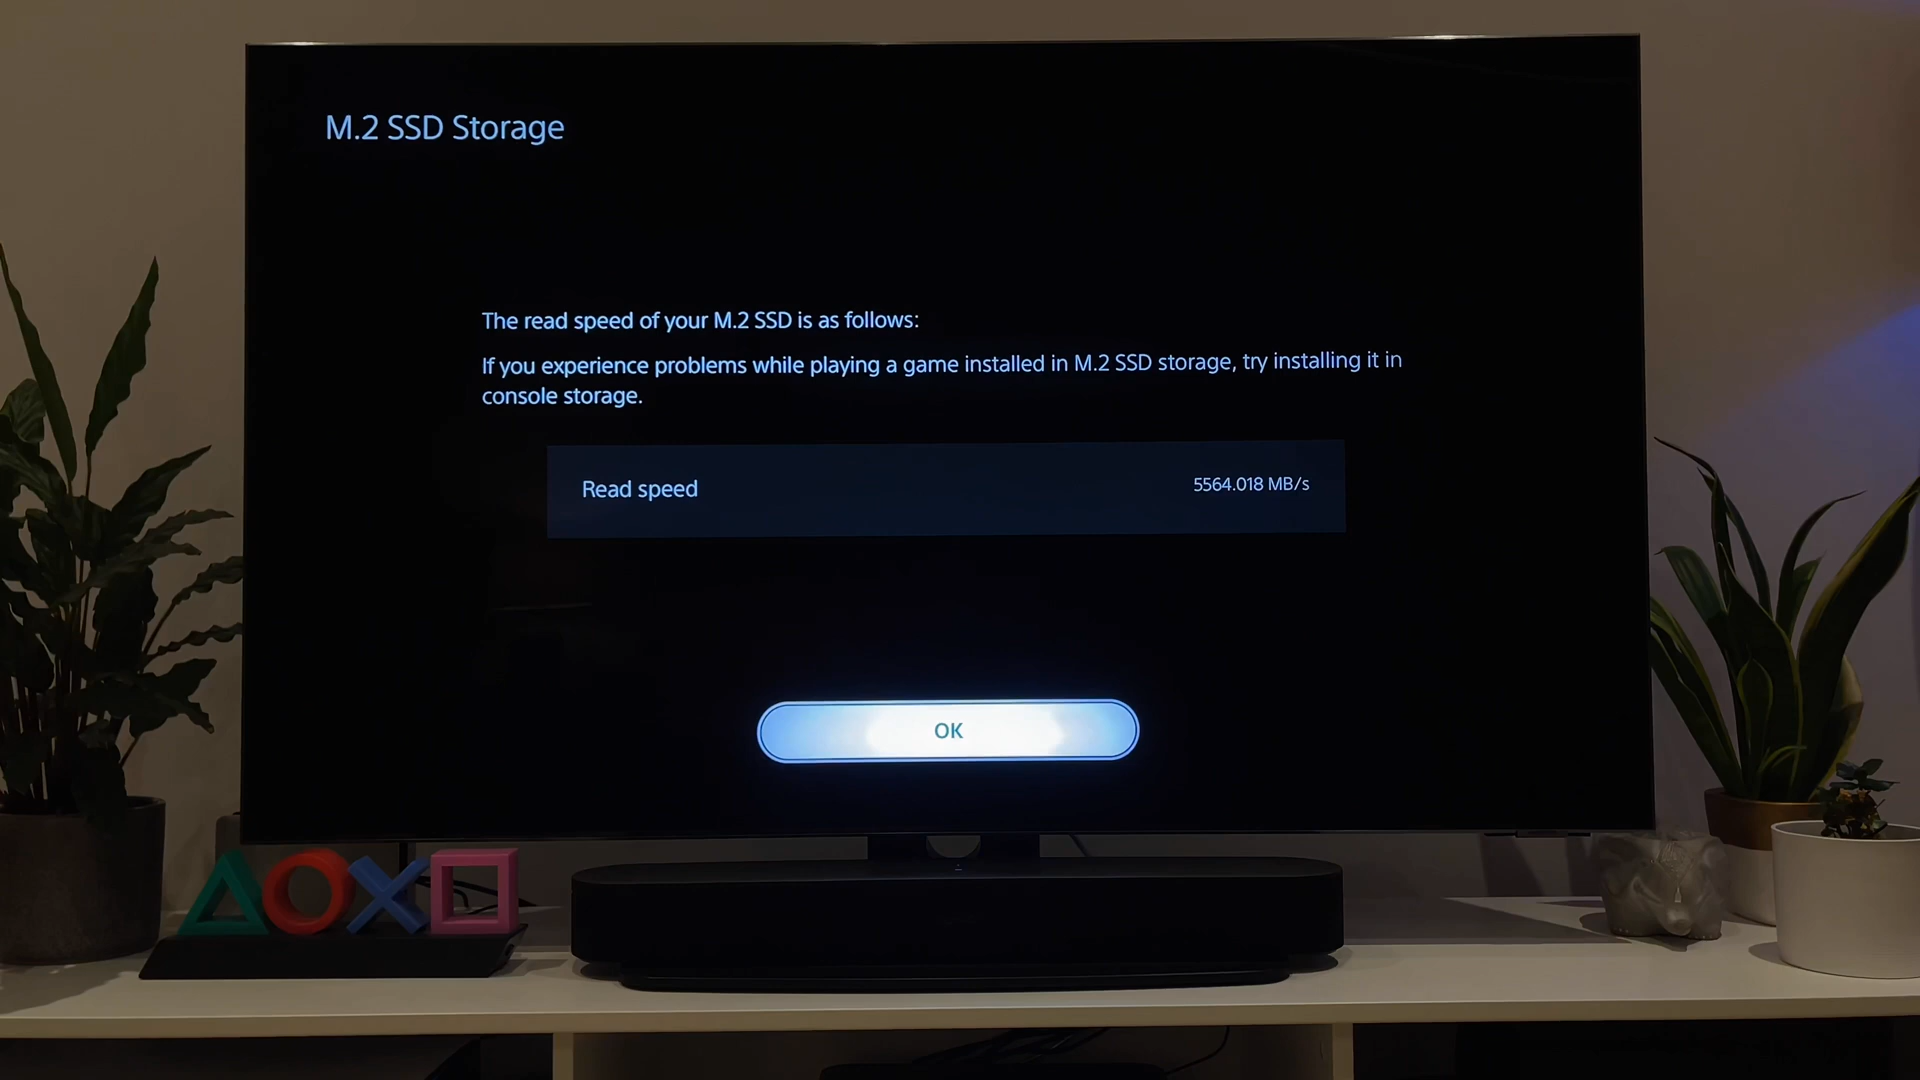 M.2 SSD Storage
The read speed of your M.2 SSD is as follows:
If you experience problems while playing a game installed in M.2 SSD storage, try installing it in
console storage.
Read speed
5564.018 MB/s
OK